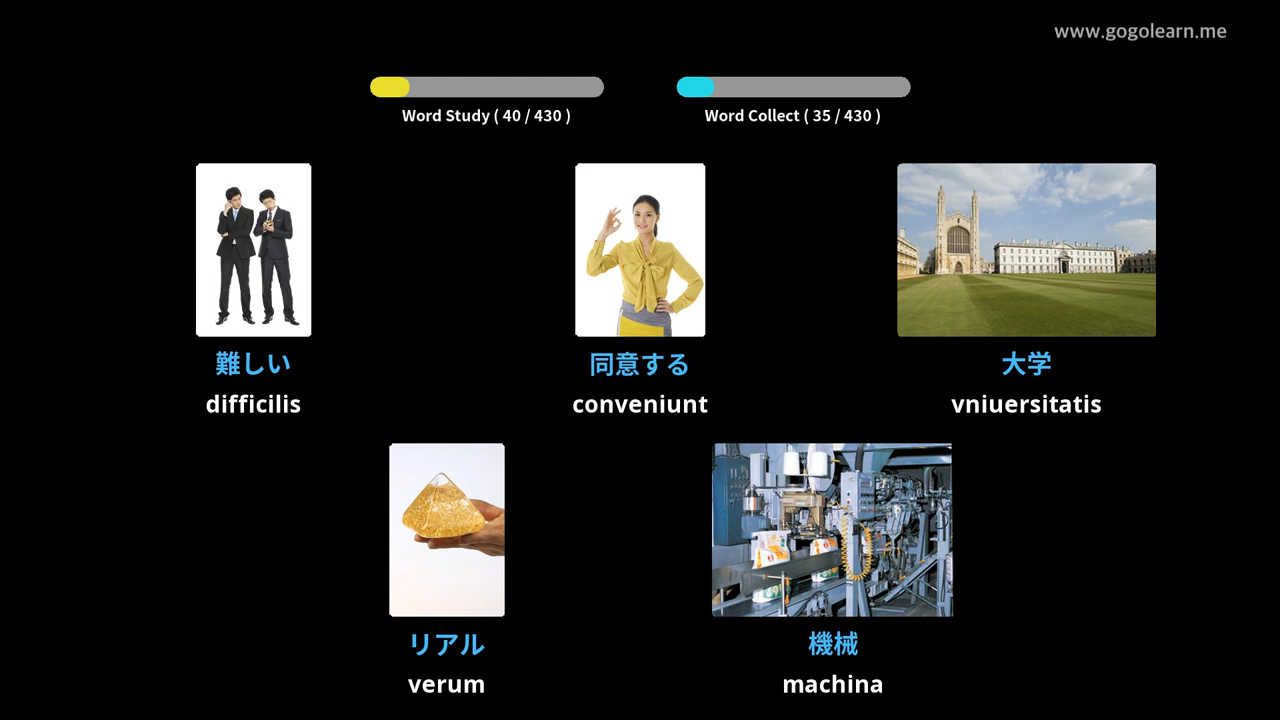 www.gogolearn.me
Word Study ( 40 / 430 )
Word Collect ( 35 / 430 )
難しい
同意する
大学
difficilis
conveniunt
vniuersitatis
リアル
機械
verum
machina